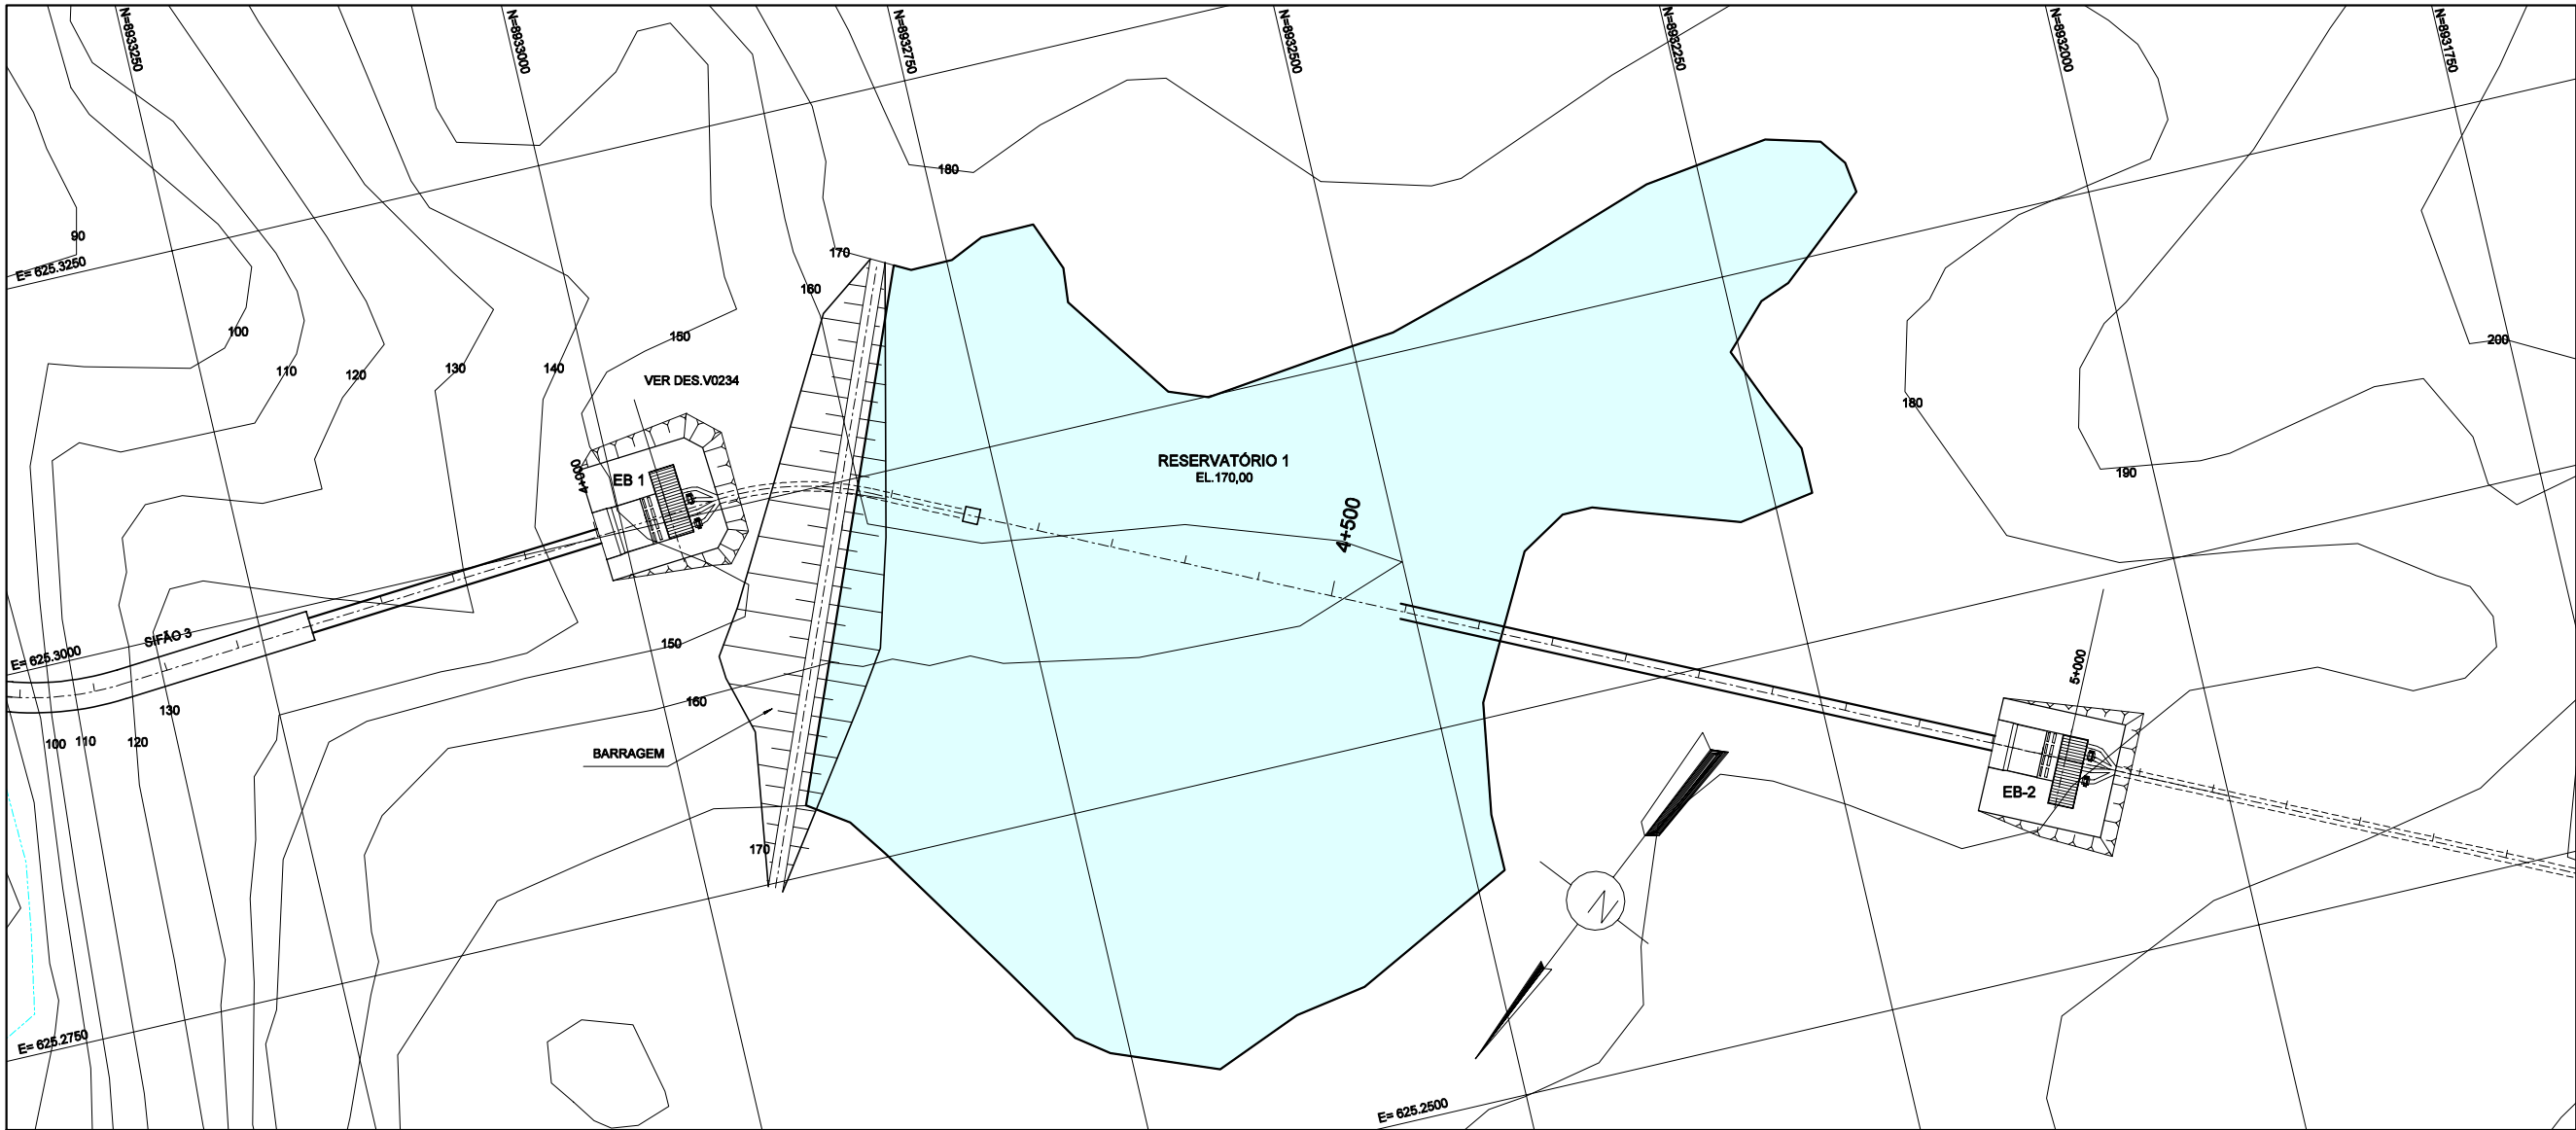 N=8933250
N=8933000
N=8932750
N=8932500
N=8932250
N=8932000
N=8931750
180
90
E= 625.3250
170
160
100
150
200
110
120
130
140
VER DES.V0234
180
RESERVATÓRIO 1
EL.170,00
4+000
EB 1
190
4+500
SIFÃO 3
150
E= 625.3000
5+000
160
130
100
110
120
BARRAGEM
EB-2
170
N
E= 625.2750
E= 625.2500